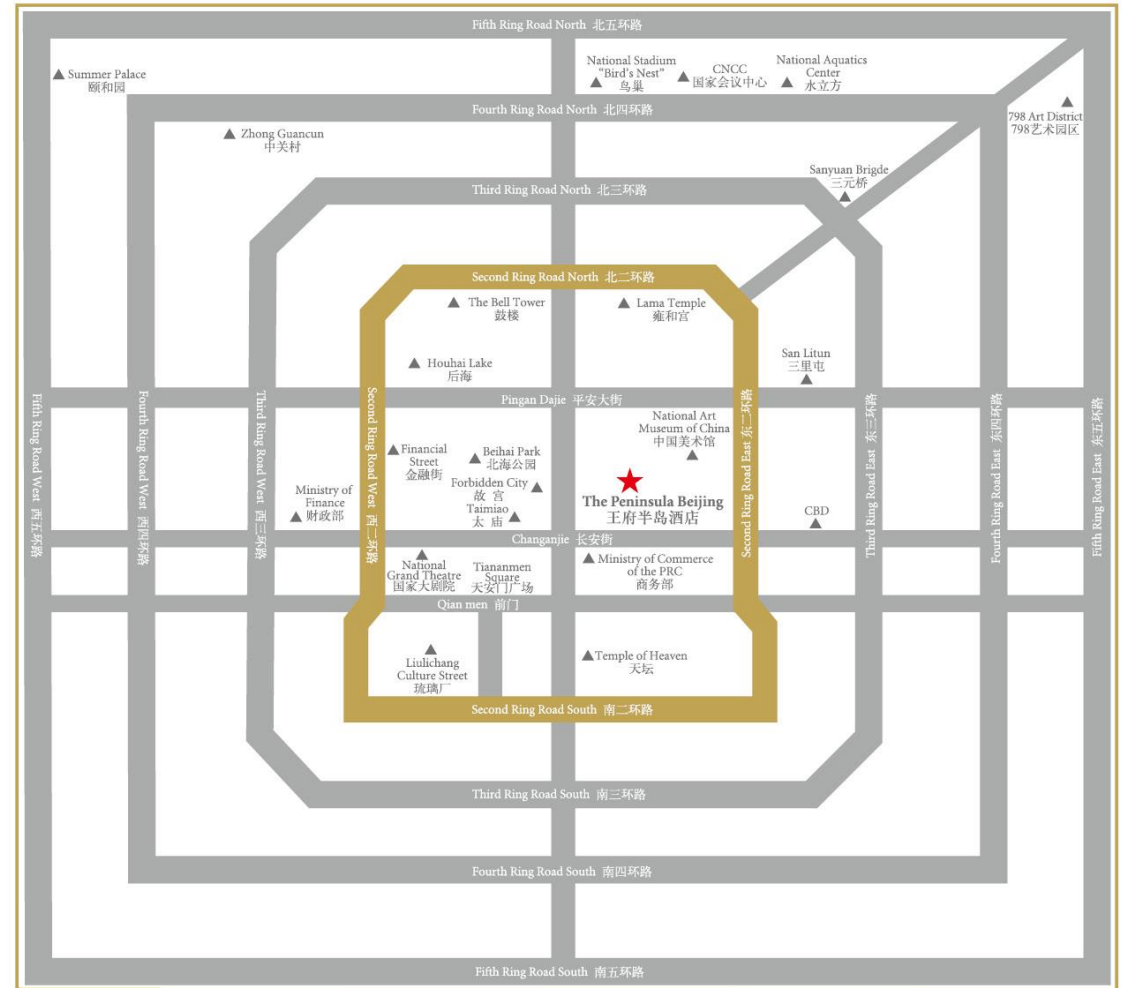 Fifth Ring Road North 北五环路
Summer Palace
颐和园
National Stadium
"Bird's Nest"
鸟巢
CNCC
国家会议中心
National Aquatics
Center
水立方
Fourth Ring Road North 北四环路
798 Art District
798艺术园区
Zhong Guancun
中关村
Sanyuan Brigde
三元桥
Third Ring Road North 北三环路
Second Ring Road North 北二环路
The Bell Tower
鼓楼
Lama Temple
雍和宫
Houhai Lake
后海
San Litun
三里屯
Pingan Dajie 平安大街
Fifth Ring Road West 西五环路
Fourth Ring Road West 西四环路
Third Ring Road West 西三环路
Second Ring Road West 西二环路
Second Ring Road East 东二环路
Third Ring Road East 东三环路
Fourth Ring Road East 东四环路
Fifth Ring Road East 东五环路
National Art
Museum of China
中国美术馆
Financial
Street
金融街
Beihai Park
北海公园
Forbidden City
故 宫
Taimiao
太 庙
Ministry of
Finance
财政部
The Peninsula Beijing
王府半岛酒店
CBD
Changanjie 长安街
National
Grand Theatre
国家大剧院
Tiananmen
Square
天安门广场
Ministry of Commerce
of the PRC
商务部
Qian men 前门
Liulichang
Culture Street
琉璃厂
Temple of Heaven
天坛
Second Ring Road South 南二环路
Third Ring Road South 南三环路
Fourth Ring Road South 南四环路
Fifth Ring Road South 南五环路